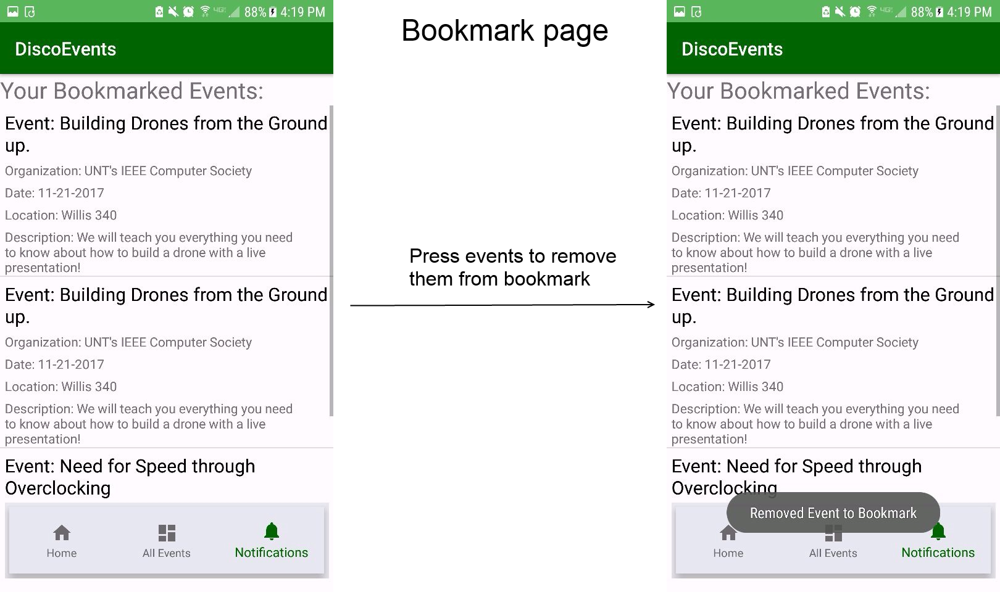 88% 4:19 PM
DiscoEvents
Your Bookmarked Events:
Event: Building Drones from the Ground
up.
Organization: UNT's IEEE Computer Society
Date: 11-21-2017
Location: Willis 340
Description: We will teach you everything you need
to know about how to build a drone with a live
presentation!
Event: Building Drones from the Ground
up.
Organization: UNT's IEEE Computer Society
Date: 11-21-2017
Location: Willis 340
Description: We will teach you everything you need
to know about how to build a drone with a live
presentation!
Event: Need for Speed through
Overclocking
Home All Events Notifications
Bookmark page
Press events to remove
them from bookmark
4G 88% 4:19 PM
DiscoEvents
Your Bookmarked Events:
Event: Building Drones from the Ground
up.
Organization: UNT's IEEE Computer Society
Date: 11-21-2017
Location: Willis 340
Description: We will teach you everything you need
to know about how to build a drone with a live
presentation!
Event: Building Drones from the Ground
up.
Organization: UNT's IEEE Computer Society
Date: 11-21-2017
Location: Willis 340
Description: We will teach you everything you need
to know about how to build a drone with a live
presentation!
Event: Need for Speed through
Overclocking
Removed Event to Bookmark
Home All Events Notifications